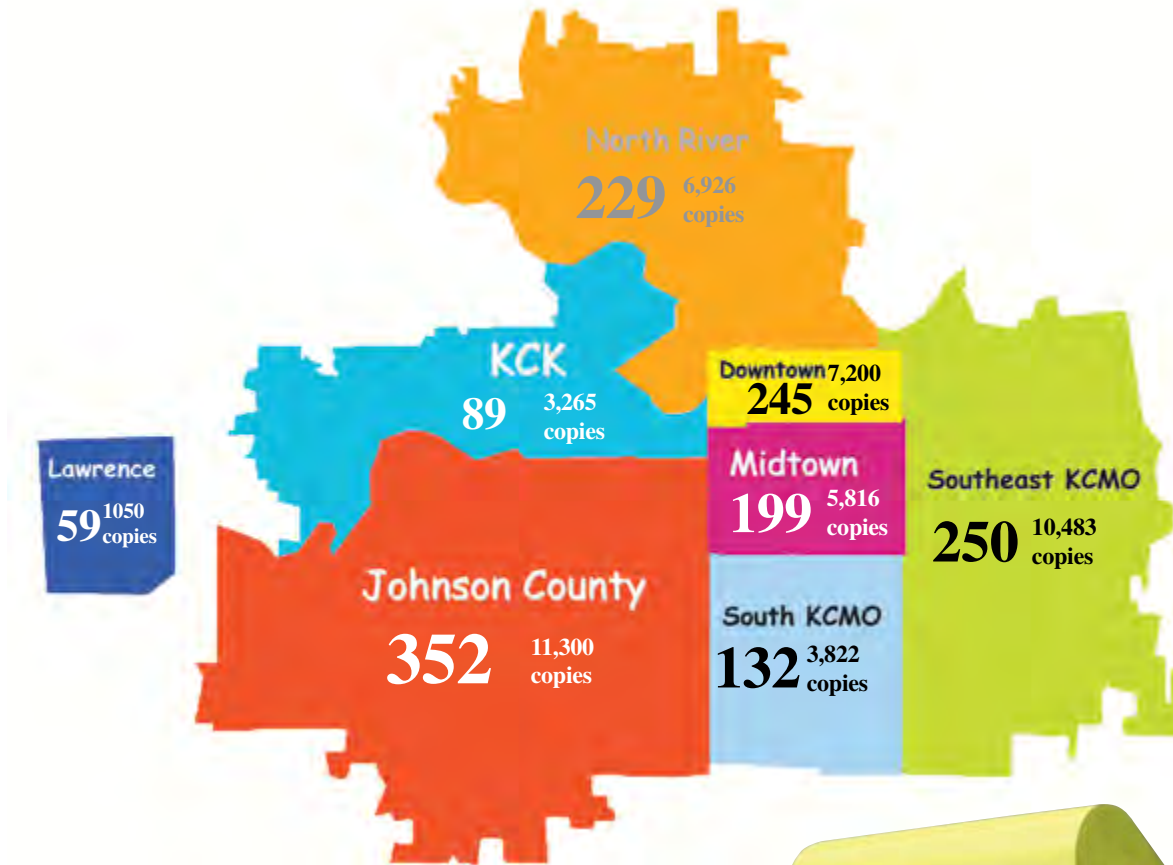 North River
229 6,926
copies
KCK
89 3,265
copies
Downtown 7,200
245 copies
Lawrence
59 1050
copies
Midtown
199 5,816
copies
Southeast KCMO
250 10,483
copies
Johnson County
352 11,300
copies
South KCMO
132 3,822
copies